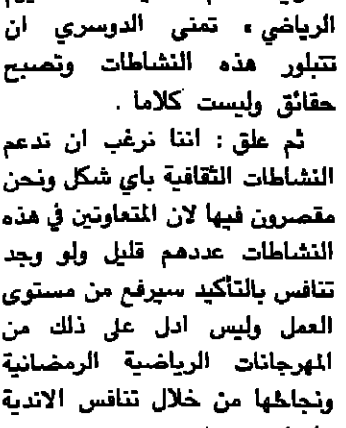 الرياضي ، تمنى الدوسري ان
تتبلور هذه النشاطات وتصبح
حقائق وليست كلاما .
ثم علق : اننا نرغب ان ندعم
النشاطات الثقافية باي شكل ونحن
مقصرون فيها لان المتعاونين في هذه
النشاطات عددهم قليل ولو وجد
تنافس بالتأكيد سيرفع من مستوى
العمل وليس ادل على ذلك من
المهرجانات الرياضية الرمضانية
ونجاحها من خلال تنافس الاندية